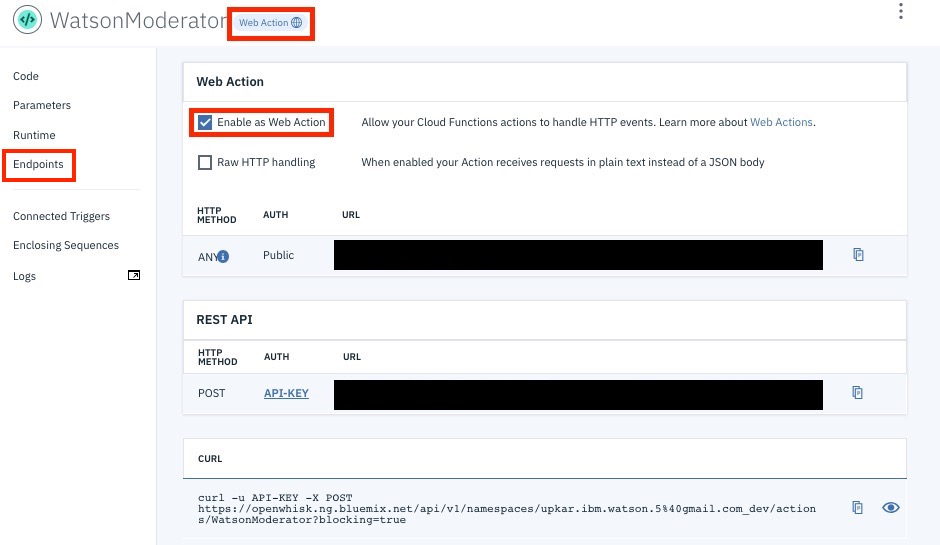 WatsonModerator Web Action
Code
Parameters
Runtime
Endpoints
Connected Triggers
Enclosing Sequences
Logs
Web Action
Enable as Web Action Allow your Cloud Functions actions to handle HTTP events. Learn more about Web Actions.
Raw HTTP handling When enabled your Action receives requests in plain text instead of a JSON body
HTTP METHOD AUTH URL
ANY Public
REST API
HTTP METHOD AUTH URL
POST API-KEY
CURL
curl -u API-KEY -X POST
https://openwhisk.ng.bluemix.net/api/v1/namespaces/upkar.ibm.watson.5%40gmail.com_dev/action
s/WatsonModerator?blocking=true